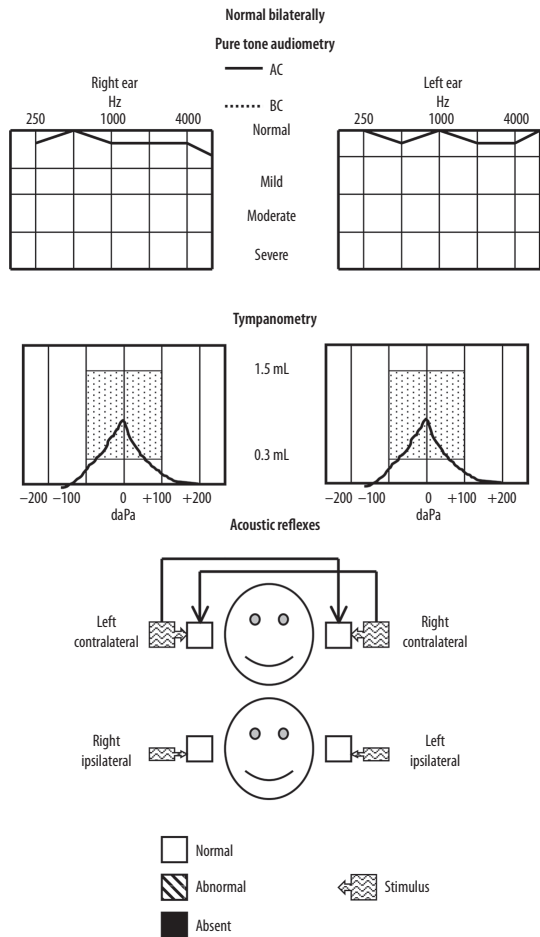 Normal bilaterally
Pure tone audiometry
AC
BC
Right ear
Hz
250 1000 4000
Left ear
Hz
250 1000 4000
Normal
Mild
Moderate
Severe
Tympanometry
1.5 mL
0.3 mL
−200 −100 0 +100 +200
daPa
−200 −100 0 +100 +200
daPa
Acoustic reflexes
Left
contralateral
Right
contralateral
Right
ipsilateral
Left
ipsilateral
Normal
Abnormal
Absent
Stimulus